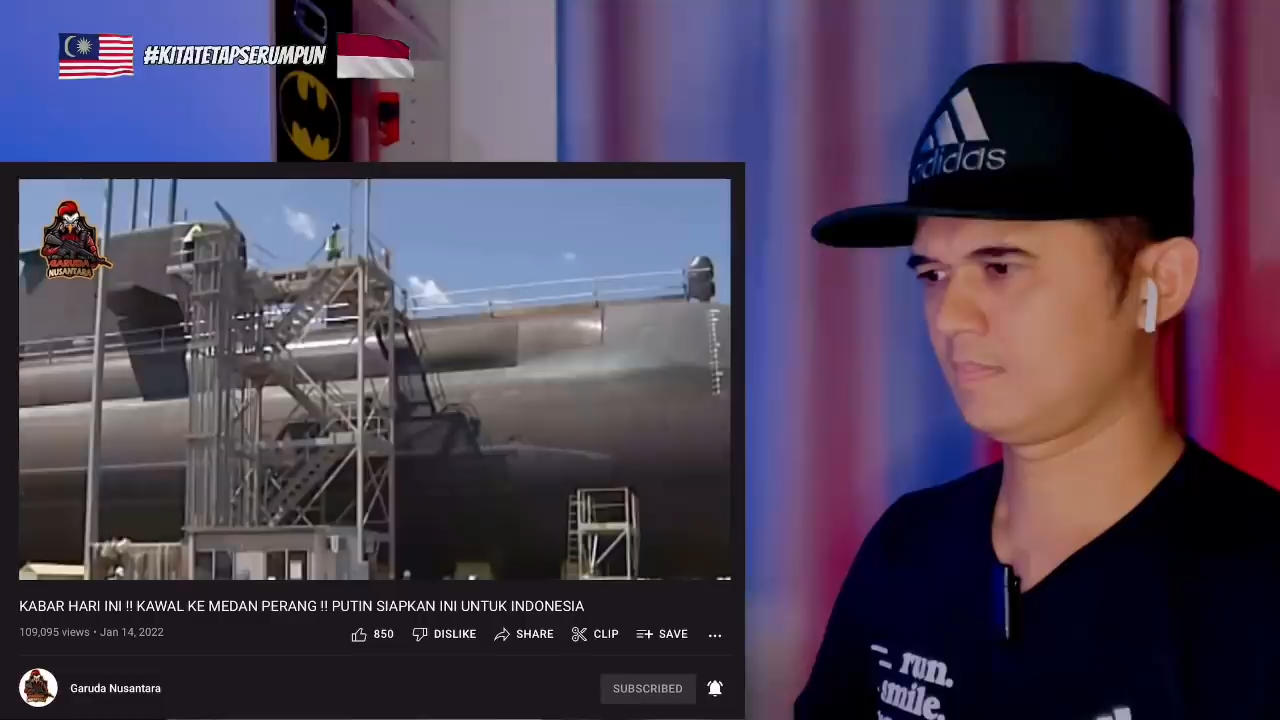 #KITATETAPSERUMPUN
adidas
GARUDA
NUSANTARA
KABAR HARI INI !! KAWAL KE MEDAN PERANG !! PUTIN SIAPKAN INI UNTUK INDONESIA
109,095 views • Jan 14, 2022
850
DISLIKE
SHARE
CLIP
SAVE
Garuda Nusantara
SUBSCRIBED
run.
smile.